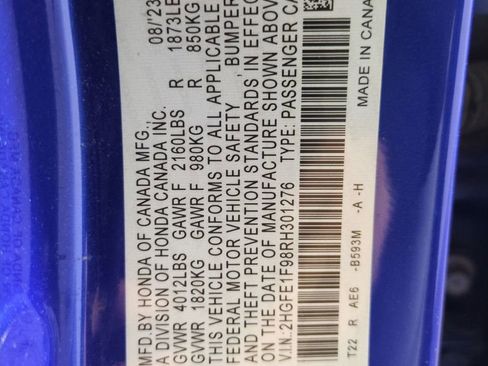 MFD.BY HONDA OF CANADA MFG., 08/'23
A DIVISION OF HONDA CANADA INC.
GVWR 4012LBS GAWR F 2160LBS R 1873LB
GVWR 1820KG GAWR F 980KG R 850KG
THIS VEHICLE CONFORMS TO ALL APPLICABLE
FEDERAL MOTOR VEHICLE SAFETY , BUMPER
AND THEFT PREVENTION STANDARDS, IN EFFEC
ON THE DATE OF MANUFACTURE SHOWN ABOV
V.I.N.:2HGFE1F98RH301276 TYPE: PASSENGER CA
T22 R AE6 -B593M -A -H MADE IN CANA